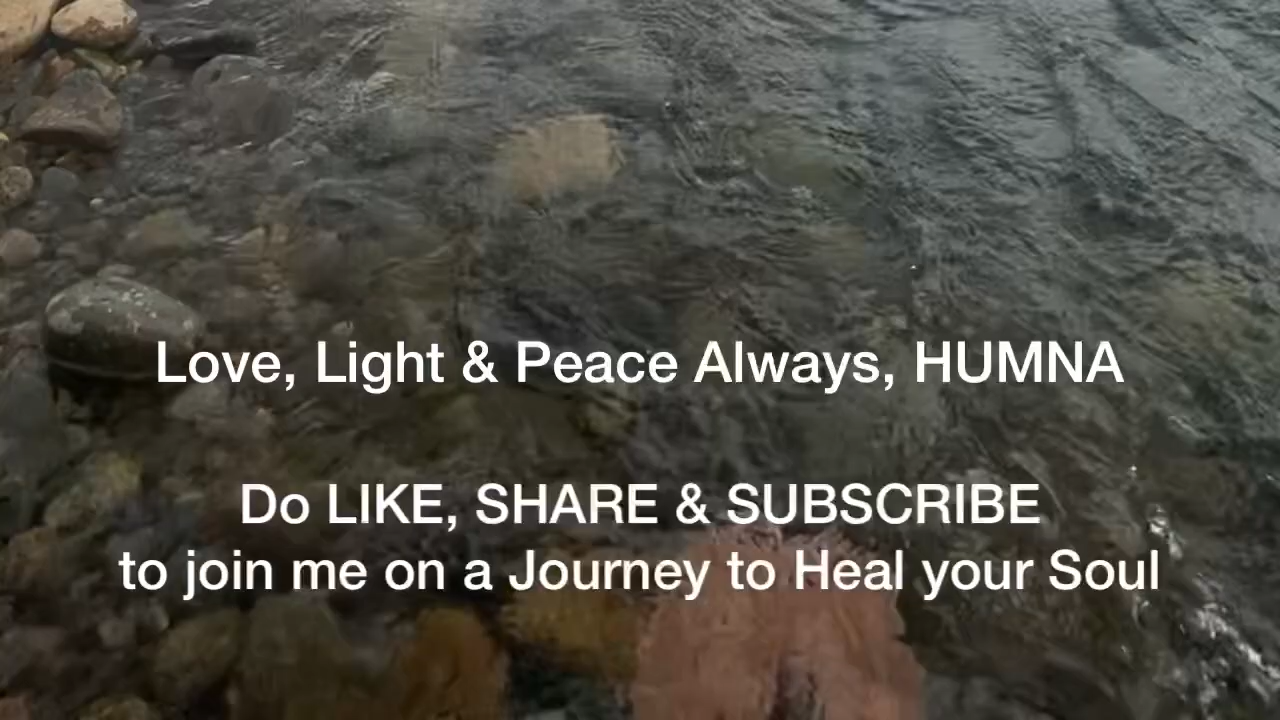 Love, Light & Peace Always, HUMNA
Do LIKE, SHARE & SUBSCRIBE
to join me on a Journey to Heal your Soul